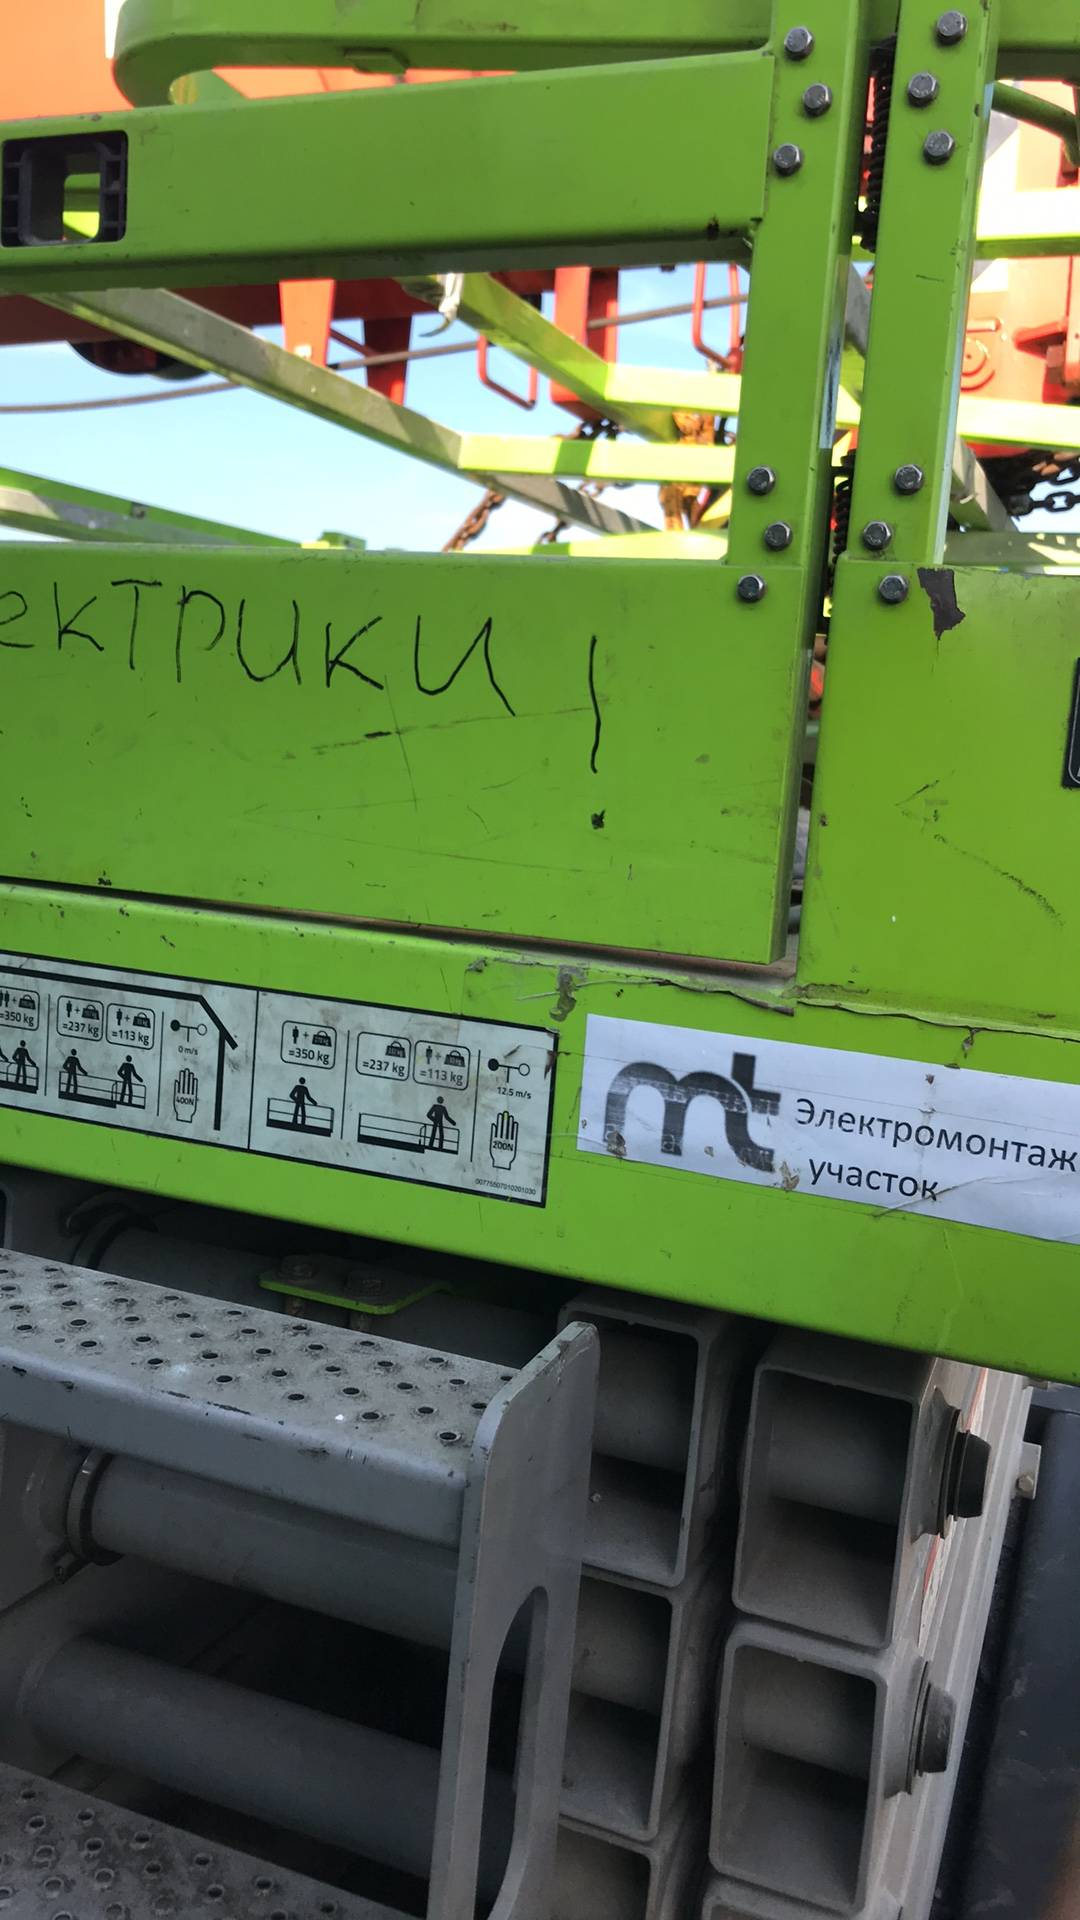 ектрики!
=350 kg
=237 kg =113 kg
0 m/s
400N
=350 kg
=237 kg =113 kg
12.5 m/s
200N
mt Электромонтаж
участок